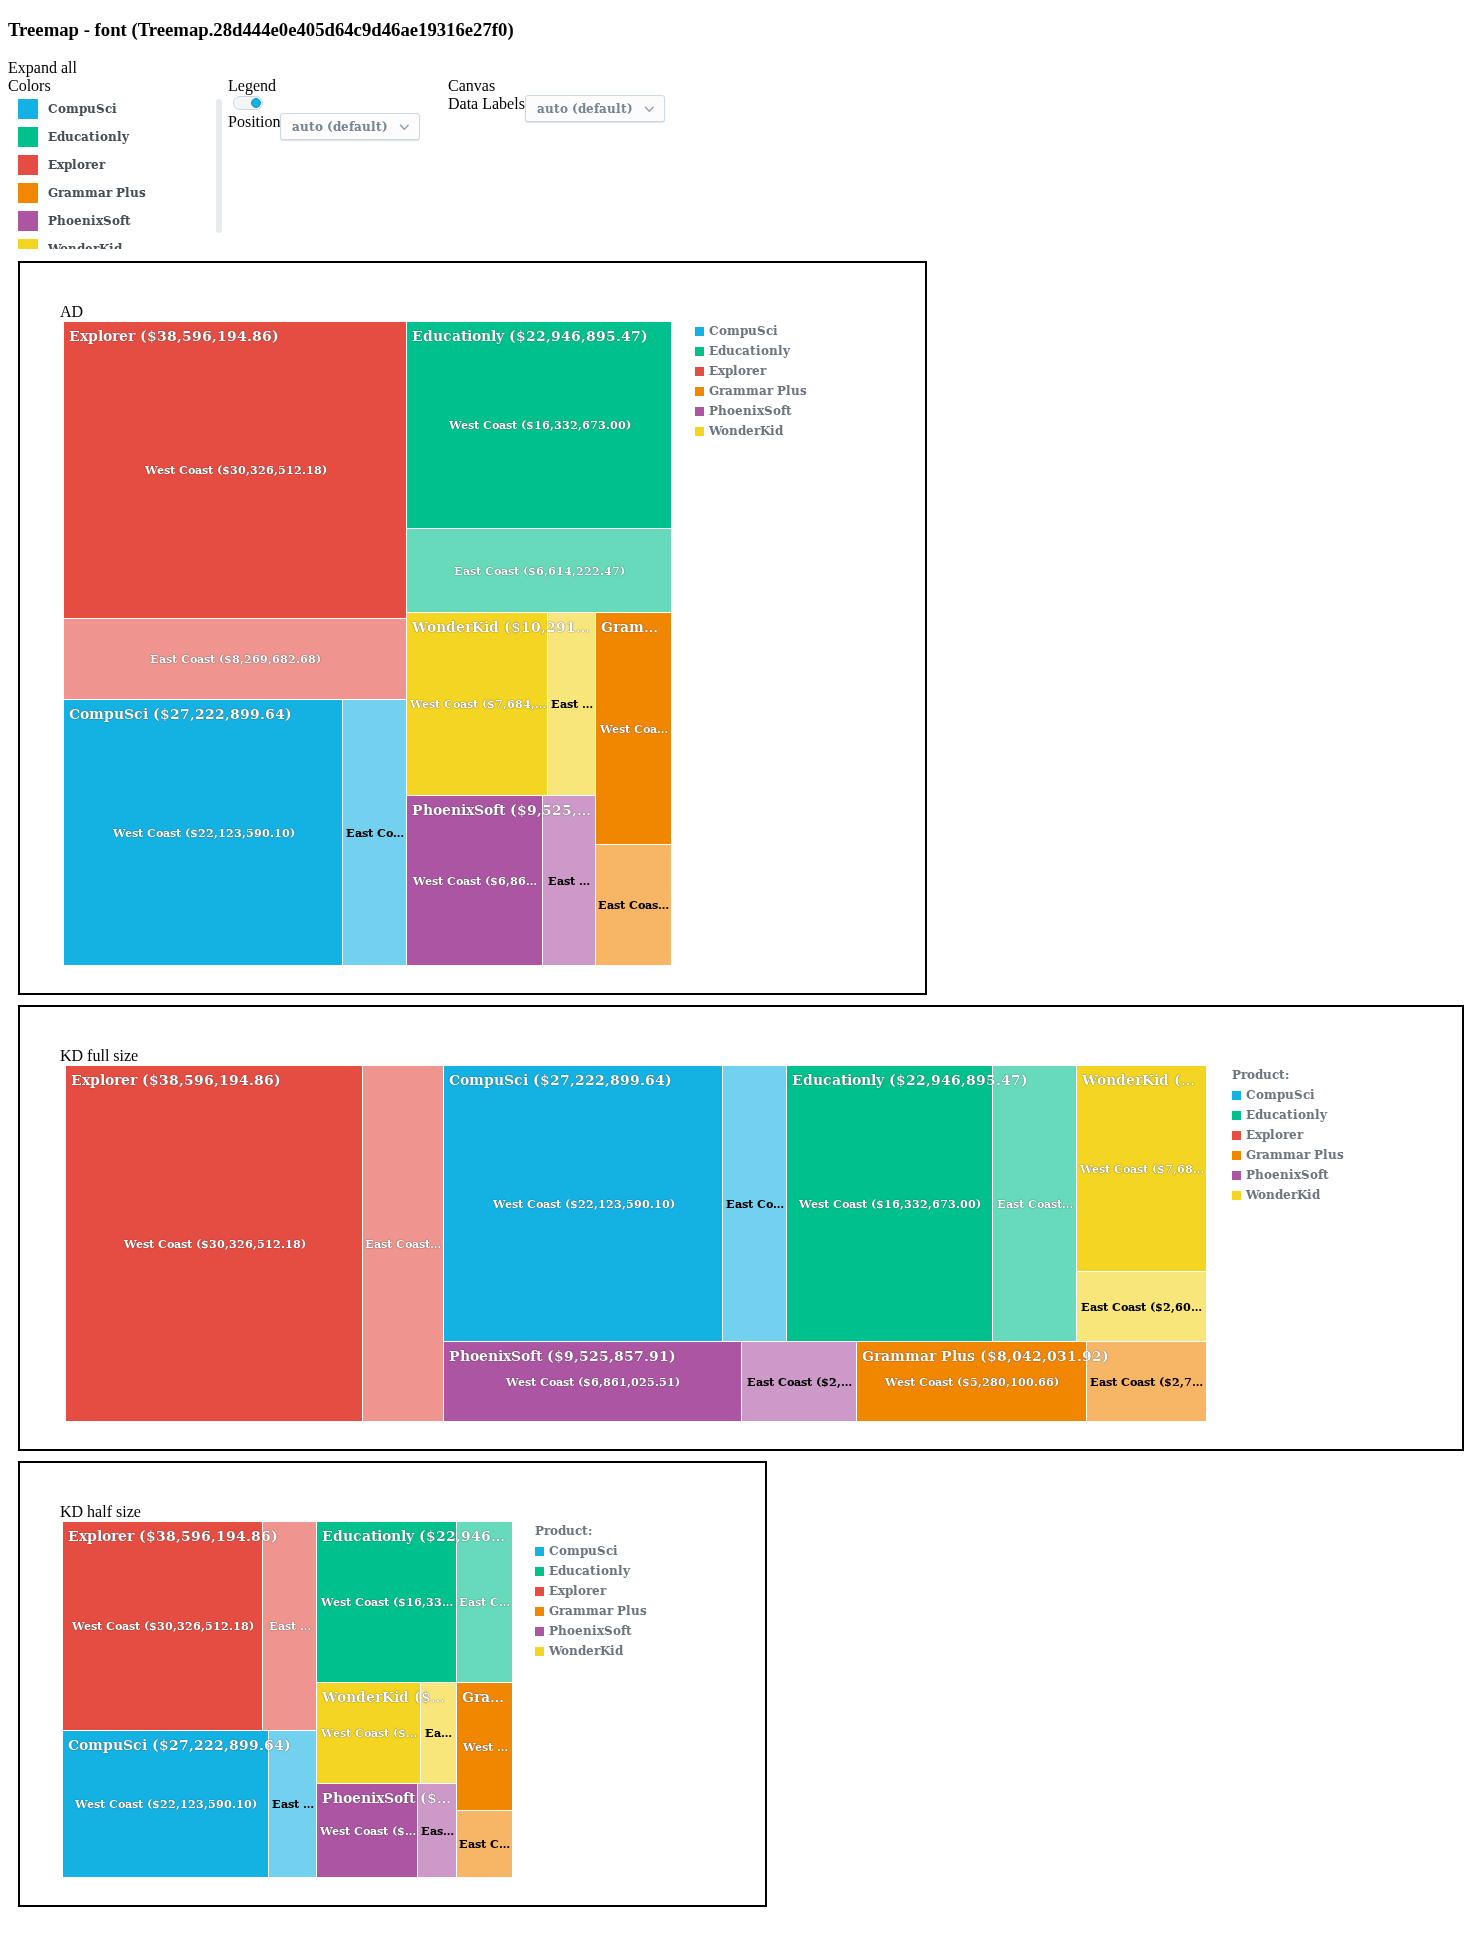 Treemap - font (Treemap.28d444e0e405d64c9d46ae19316e27f0)
Expand all
Colors
CompuSci
Educationly
Explorer
Grammar Plus
PhoenixSoft
WonderKid
Legend
Position auto (default)
Canvas
Data Labels auto (default)
AD
Explorer ($38,596,194.86)
West Coast ($30,326,512.18)
East Coast ($8,269,682.68)
CompuSci ($27,222,899.64)
West Coast ($22,123,590.10)
East Co...
Educationly ($22,946,895.47)
West Coast ($16,332,673.00)
East Coast ($6,614,222.47)
WonderKid ($10,291...
West Coast ($7,684,...
East ...
PhoenixSoft ($9,525,...
West Coast ($6,86...
East ...
Gram...
West Coa...
East Coas...
CompuSci
Educationly
Explorer
Grammar Plus
PhoenixSoft
WonderKid
KD full size
Explorer ($38,596,194.86)
West Coast ($30,326,512.18)
East Coast...
CompuSci ($27,222,899.64)
West Coast ($22,123,590.10)
East Co...
Educationly ($22,946,895.47)
West Coast ($16,332,673.00)
East Coast...
WonderKid (...
West Coast ($7,68...
East Coast ($2,60...
PhoenixSoft ($9,525,857.91)
West Coast ($6,861,025.51)
East Coast ($2,...
Grammar Plus ($8,042,031.92)
West Coast ($5,280,100.66)
East Coast ($2,7...
Product:
CompuSci
Educationly
Explorer
Grammar Plus
PhoenixSoft
WonderKid
KD half size
Explorer ($38,596,194.86)
West Coast ($30,326,512.18)
East ...
CompuSci ($27,222,899.64)
West Coast ($22,123,590.10)
East ...
Educationly ($22,946...
West Coast ($16,33...
East C...
WonderKid ($...
West Coast ($...
Ea...
PhoenixSoft ($...
West Coast ($...
Eas...
Gra...
West ...
East C...
Product:
CompuSci
Educationly
Explorer
Grammar Plus
PhoenixSoft
WonderKid